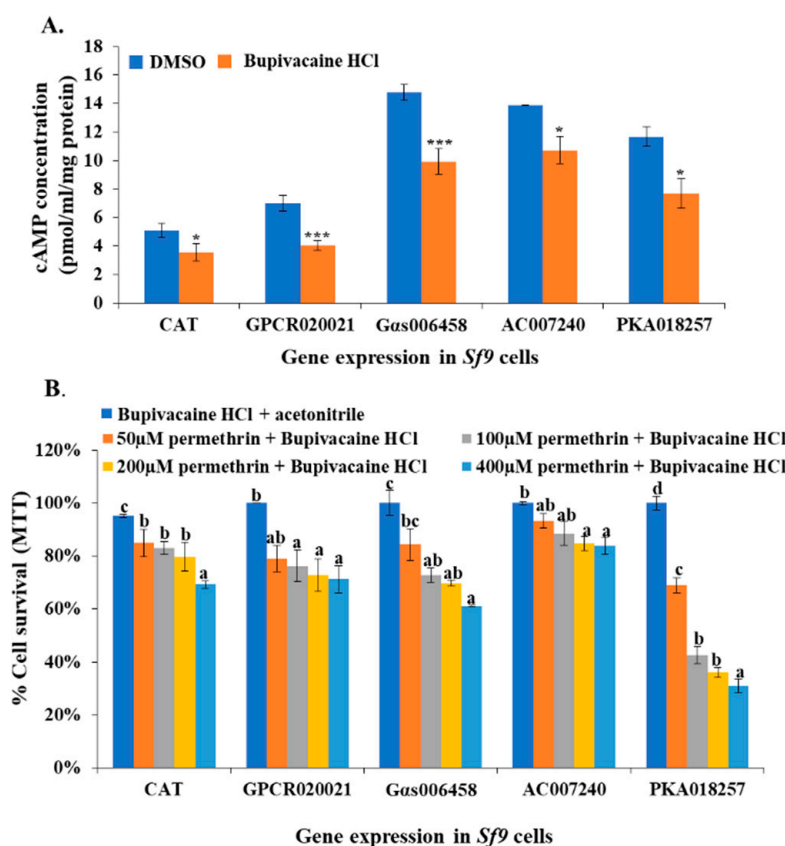 A.
18
16
14
12
10
8
6
4
2
0
cAMP concentration
(pmol/ml/mg protein)
DMSO Bupivacaine HCl
* *** *** * *
CAT GPCR020021 Gαs006458 AC007240 PKA018257
Gene expression in Sf9 cells
B.
Bupivacaine HCl + acetonitrile
50µM permethrin + Bupivacaine HCl 100µM permethrin + Bupivacaine HCl
200µM permethrin + Bupivacaine HCl 400µM permethrin + Bupivacaine HCl
120%
100%
80%
60%
40%
20%
0%
% Cell survival (MTT)
c b b b a
b ab a a a
c bc ab ab a
b ab ab a a
d c b b a
CAT GPCR020021 Gαs006458 AC007240 PKA018257
Gene expression in Sf9 cells